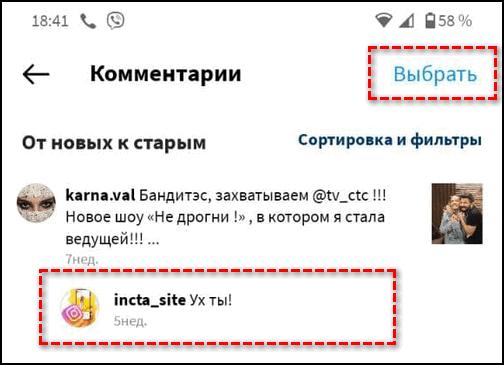 18:41 58 %
Комментарии Выбрать
От новых к старым Сортировка и фильтры
karna.val Бандитэс, захватываем @tv_ctc !!!
Новое шоу «Не дрогни !» , в котором я стала
ведущей!!! ...
7нед.
incta_site Ух ты!
5нед.